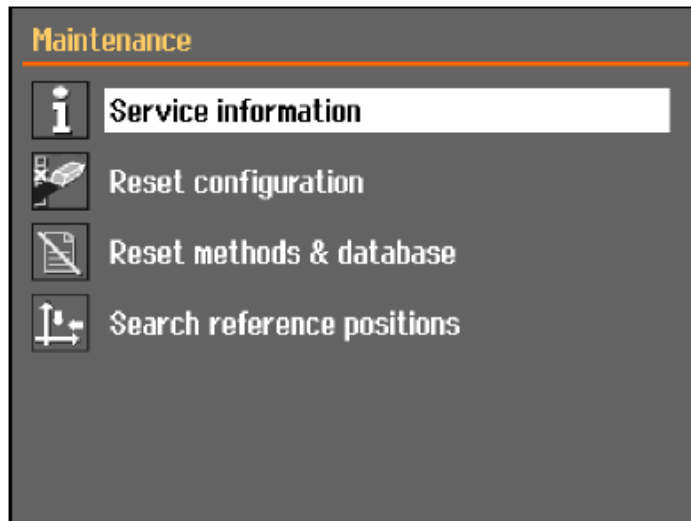 Maintenance
Service information
Reset configuration
Reset methods & database
Search reference positions